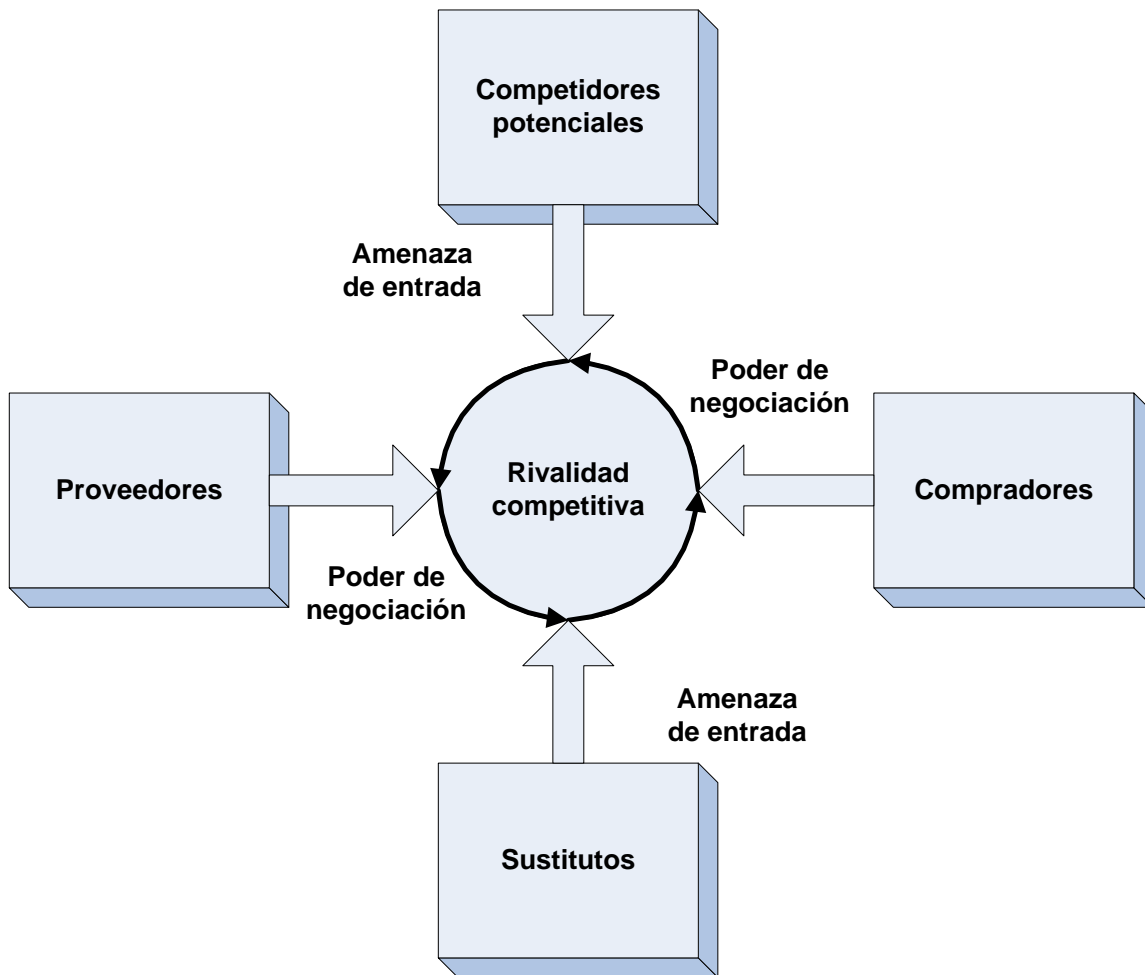 Competidores
potenciales
Amenaza
de entrada
Poder de
negociación
Proveedores
Rivalidad
competitiva
Compradores
Poder de
negociación
Amenaza
de entrada
Sustitutos